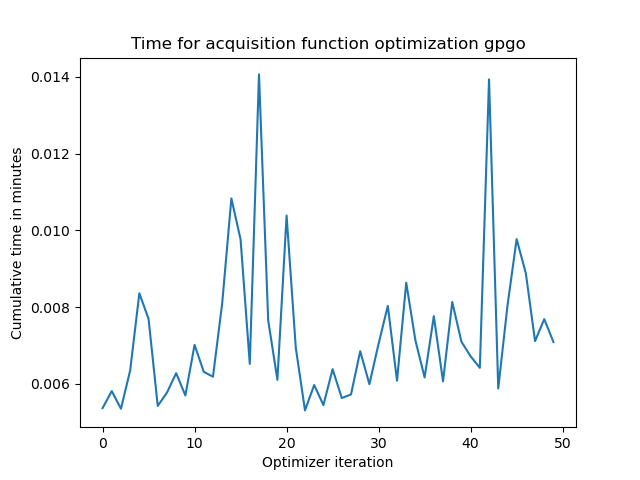 Time for acquisition function optimization gpgo
Cumulative time in minutes
0.014
0.012
0.010
0.008
0.006
0 10 20 30 40 50
Optimizer iteration